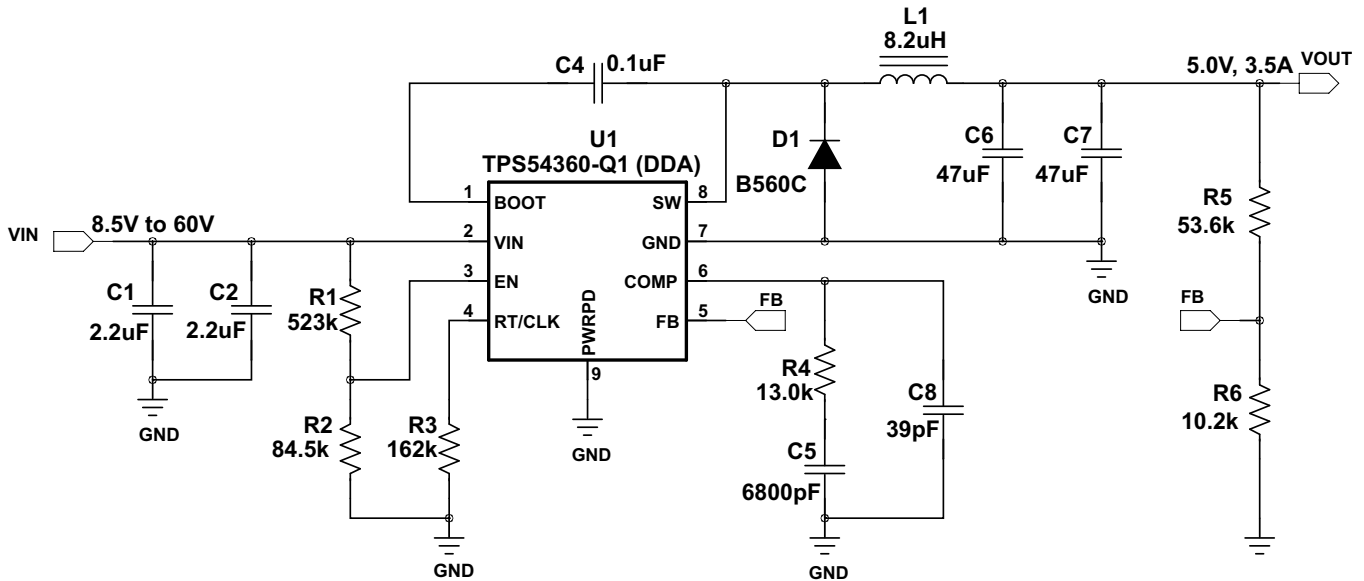 L1
8.2uH
C4
0.1uF
5.0V, 3.5A
VOUT
U1
TPS54360-Q1 (DDA)
D1
B560C
C6
47uF
C7
47uF
R5
53.6k
1
BOOT
SW
8
VIN
8.5V to 60V
2
VIN
GND
7
3
EN
COMP
6
4
RT/CLK
FB
5
FB
PWRPD
9
GND
C1
2.2uF
C2
2.2uF
R1
523k
GND
FB
R4
13.0k
C8
39pF
R6
10.2k
GND
R2
84.5k
R3
162k
GND
C5
6800pF
GND
GND